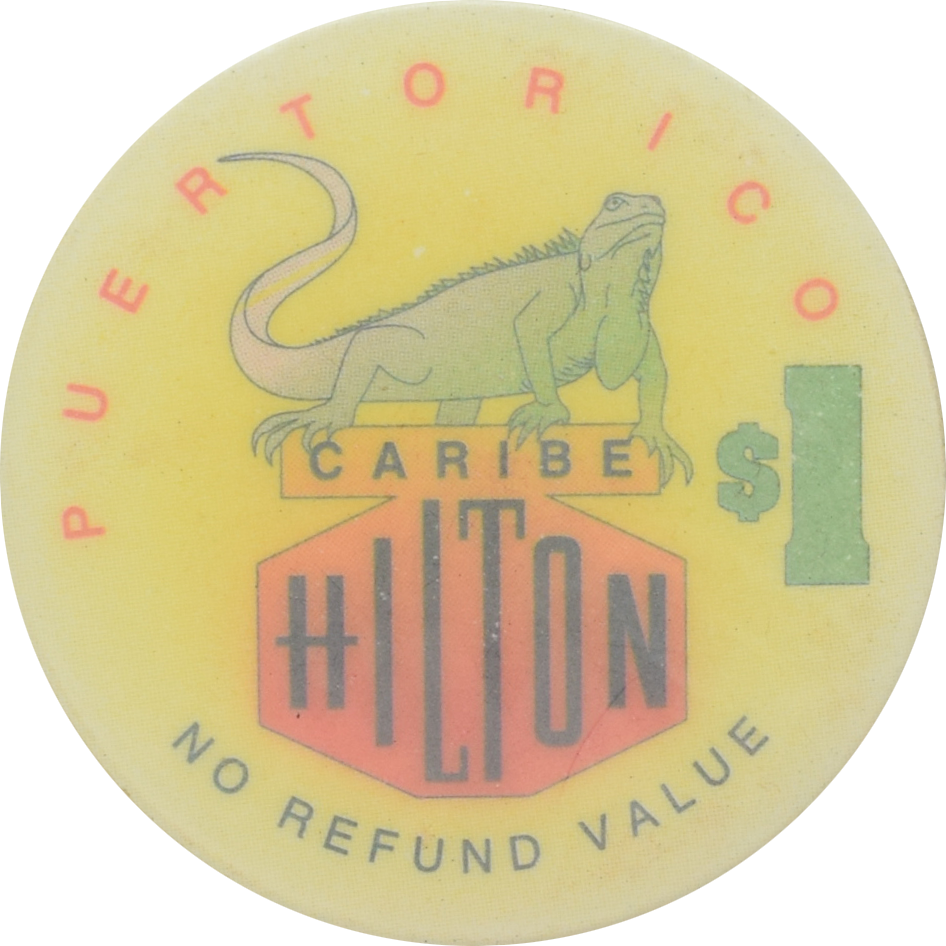 PUERTO RICO
$1
CARIBE
HILTON
NO REFUND VALUE